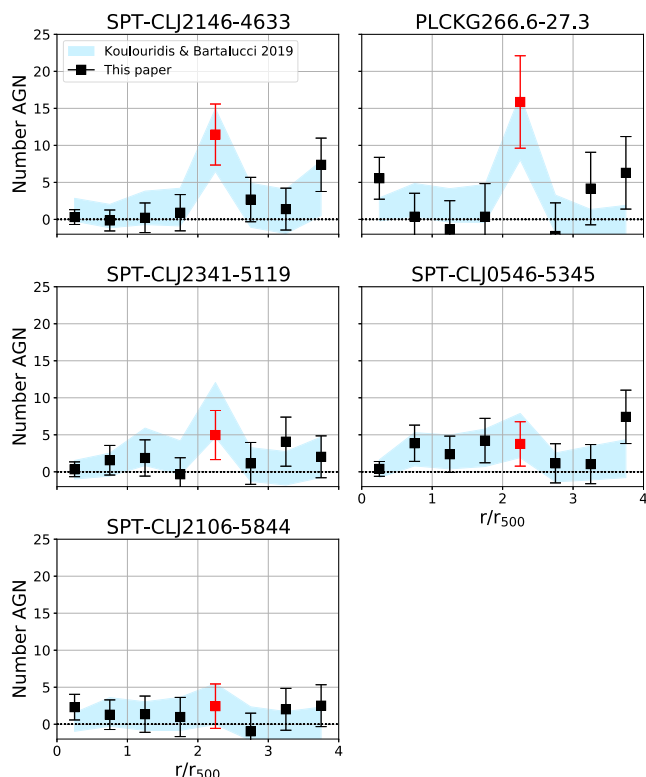 SPT-CLJ2146-4633
PLCKG266.6-27.3
Koulouridis & Bartalucci 2019
This paper
Number AGN
25
20
15
10
5
0
SPT-CLJ2341-5119
SPT-CLJ0546-5345
Number AGN
25
20
15
10
5
0
0 1 2 3 4
r/r500
SPT-CLJ2106-5844
Number AGN
25
20
15
10
5
0
0 1 2 3 4
r/r500